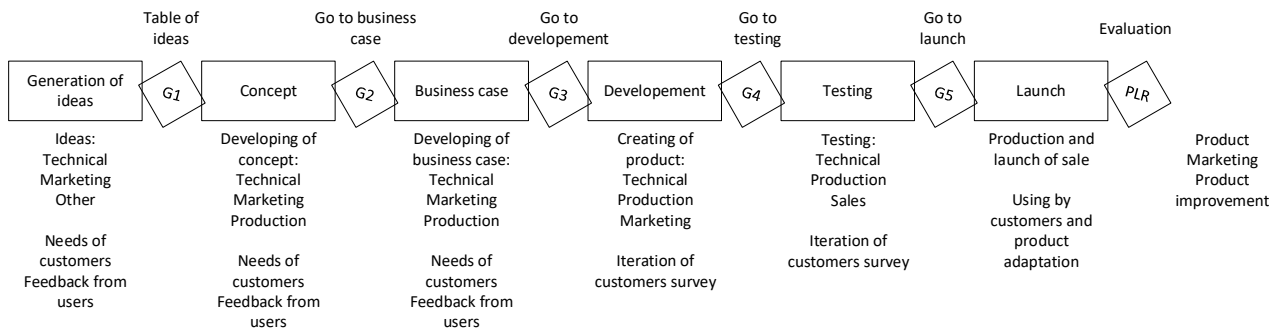 Table of
ideas
Go to business
case
Go to
developement
Go to
testing
Go to
launch
Evaluation
Generation of
ideas
G1
Concept
G2
Business case
G3
Developement
G4
Testing
G5
Launch
PLR
Ideas:
Technical
Marketing
Other
Needs of
customers
Feedback from
users
Developing of
concept:
Technical
Marketing
Production
Needs of
customers
Feedback from
users
Developing of
business case:
Technical
Marketing
Production
Needs of
customers
Feedback from
users
Creating of
product:
Technical
Production
Marketing
Iteration of
customers survey
Testing:
Technical
Production
Sales
Iteration of
customers survey
Production and
launch of sale
Using by
customers and
product
adaptation
Product
Marketing
Product
improvement